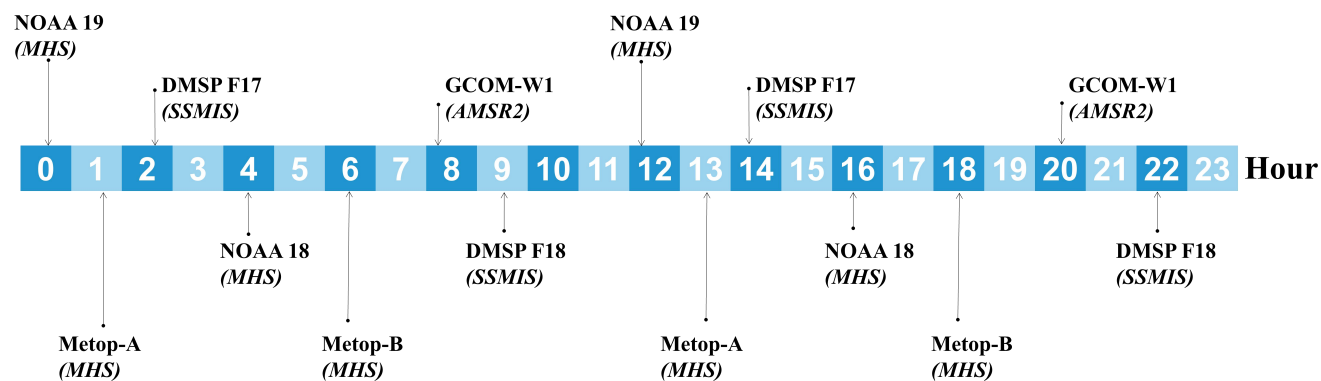 NOAA 19
(MHS)
NOAA 19
(MHS)
DMSP F17
(SSMIS)
GCOM-W1
(AMSR2)
DMSP F17
(SSMIS)
GCOM-W1
(AMSR2)
0 1 2 3 4 5 6 7 8 9 10 11 12 13 14 15 16 17 18 19 20 21 22 23 Hour
NOAA 18
(MHS)
DMSP F18
(SSMIS)
NOAA 18
(MHS)
DMSP F18
(SSMIS)
Metop-A
(MHS)
Metop-B
(MHS)
Metop-A
(MHS)
Metop-B
(MHS)